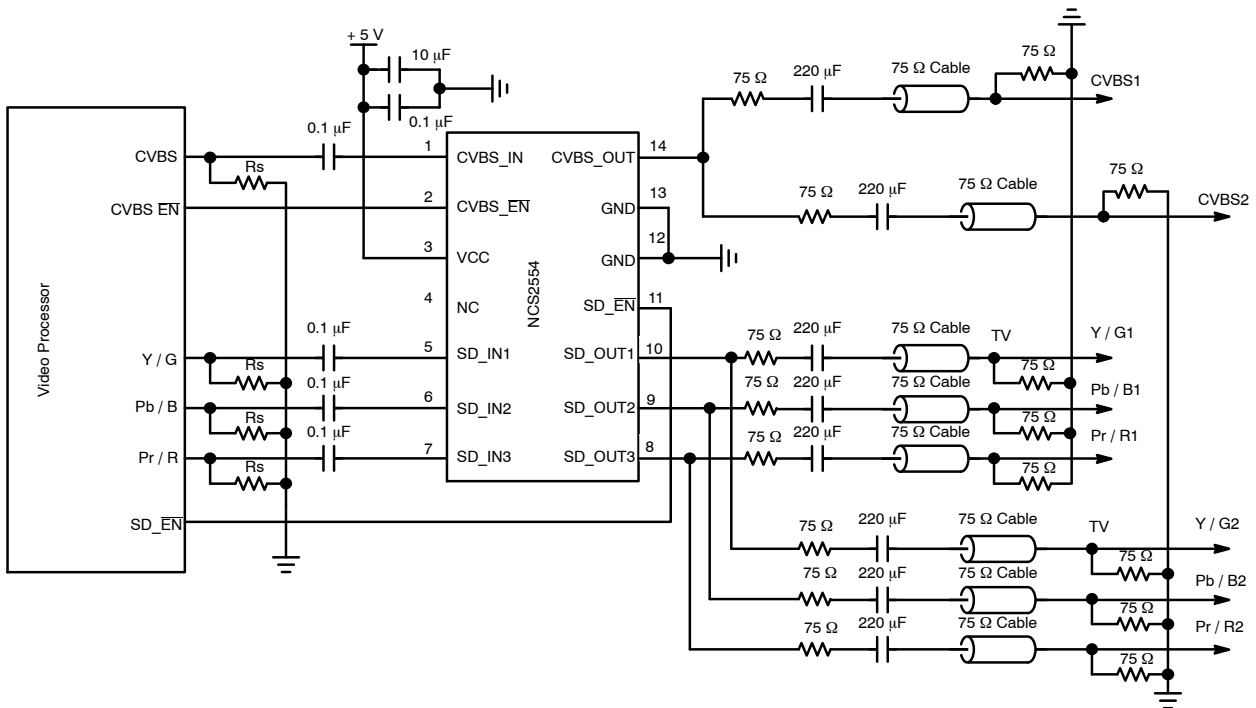 + 5 V
10 μF
0.1 μF
75 Ω
75 Ω
220 μF
75 Ω Cable
CVBS1
0.1 μF
CVBS
Rs
1
CVBS_IN
CVBS_OUT
14
75 Ω
75 Ω
220 μF
75 Ω Cable
CVBS2
CVBS E̅N̅
2
CVBS_E̅N̅
GND
13
3
VCC
GND
12
4
NC
SD_E̅N̅
11
NCS2554
Video Processor
Y / G
0.1 μF
Rs
5
SD_IN1
SD_OUT1
10
75 Ω
220 μF
75 Ω Cable
TV
Y / G1
75 Ω
Pb / B
0.1 μF
Rs
6
SD_IN2
SD_OUT2
9
75 Ω
220 μF
75 Ω Cable
Pb / B1
75 Ω
Pr / R
0.1 μF
Rs
7
SD_IN3
SD_OUT3
8
75 Ω
220 μF
75 Ω Cable
Pr / R1
75 Ω
SD_E̅N̅
75 Ω
220 μF
75 Ω Cable
TV
Y / G2
75 Ω
75 Ω
220 μF
75 Ω Cable
Pb / B2
75 Ω
75 Ω
220 μF
75 Ω Cable
Pr / R2
75 Ω